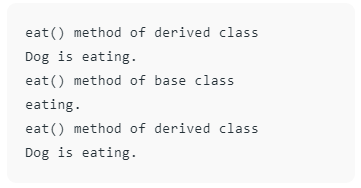 eat() method of derived class
Dog is eating.
eat() method of base class
eating.
eat() method of derived class
Dog is eating.